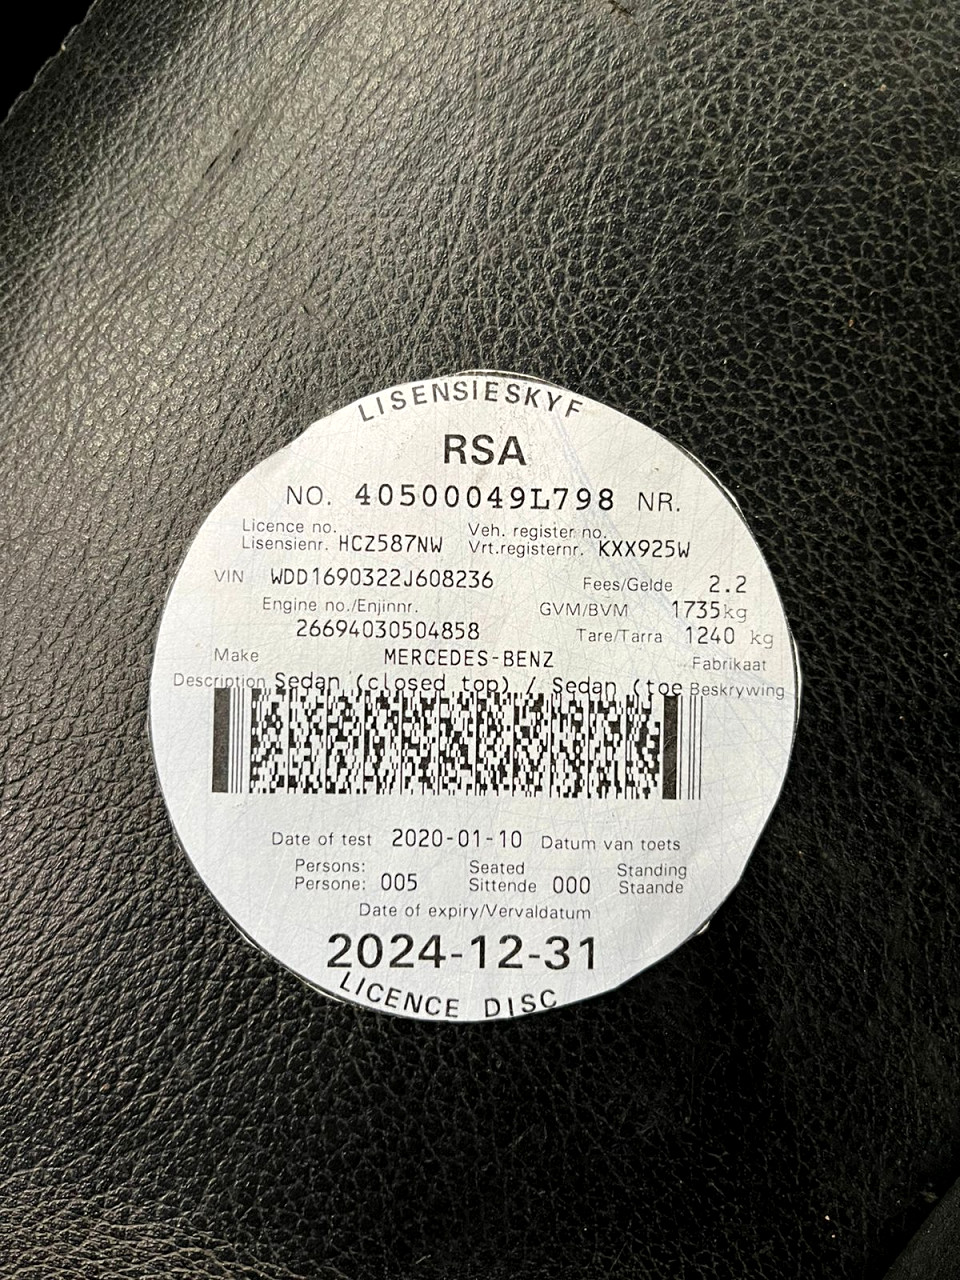 LISENSIESKYF
RSA
NO. 40500049L798 NR.
Licence no. Veh. register no.
Lisensienr. HCZ587NW Vrt.registernr. KXX925W
VIN WDD1690322J608236 Fees/Gelde 2.2
Engine no./Enjinnr. GVM/BVM 1735kg
26694030504858 Tare/Tarra 1240 kg
Make MERCEDES-BENZ Fabrikaat
Description Sedan (closed top) / Sedan (toe Beskrywing
Date of test 2020-01-10 Datum van toets
Persons: Seated Standing
Persone: 005 Sittende 000 Staande
Date of expiry/Vervaldatum
2024-12-31
LICENCE DISC